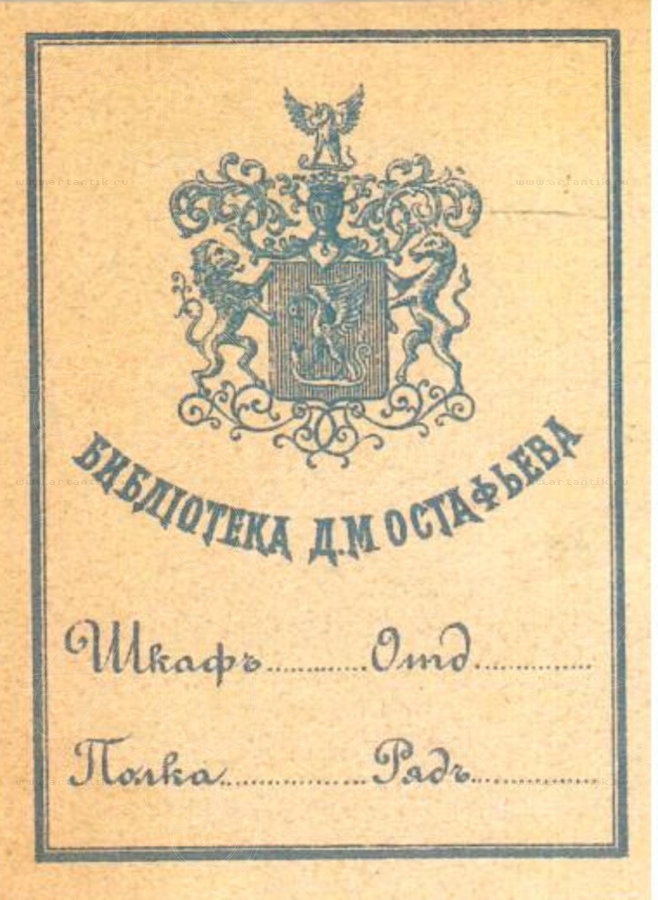 БИБЛІОТЕКА Д.М ОСТАФЬЕВА
Шкафъ............Отд..............
Полка................Рядъ..............